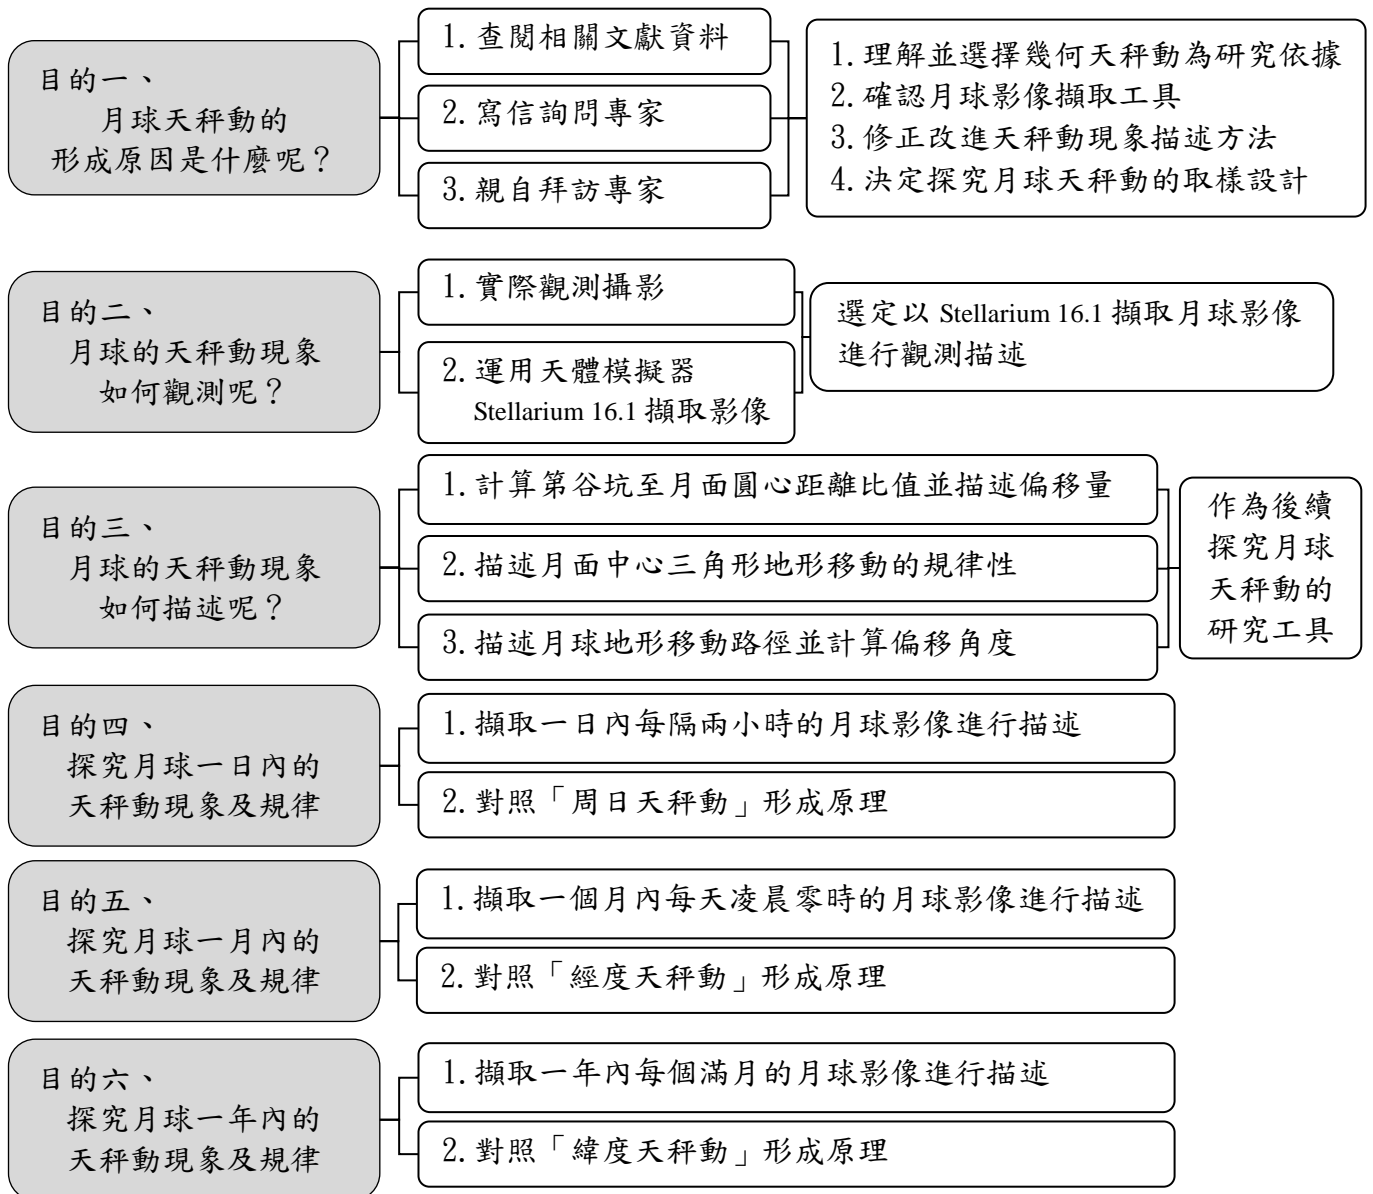 目的一、
月球天秤動的
形成原因是什麼呢？
1.查閱相關文獻資料
2.寫信詢問專家
3.親自拜訪專家
1.理解並選擇幾何天秤動為研究依據
2.確認月球影像擷取工具
3.修正改進天秤動現象描述方法
4.決定探究月球天秤動的取樣設計
目的二、
月球的天秤動現象
如何觀測呢？
1.實際觀測攝影
2.運用天體模擬器
Stellarium 16.1 擷取影像
選定以 Stellarium 16.1 擷取月球影像
進行觀測描述
目的三、
月球的天秤動現象
如何描述呢？
1.計算第谷坑至月面圓心距離比值並描述偏移量
2.描述月面中心三角形地形移動的規律性
3.描述月球地形移動路徑並計算偏移角度
作為後續
探究月球
天秤動的
研究工具
目的四、
探究月球一日內的
天秤動現象及規律
1.擷取一日內每隔兩小時的月球影像進行描述
2.對照「周日天秤動」形成原理
目的五、
探究月球一月內的
天秤動現象及規律
1.擷取一個月內每天凌晨零時的月球影像進行描述
2.對照「經度天秤動」形成原理
目的六、
探究月球一年內的
天秤動現象及規律
1.擷取一年內每個滿月的月球影像進行描述
2.對照「緯度天秤動」形成原理